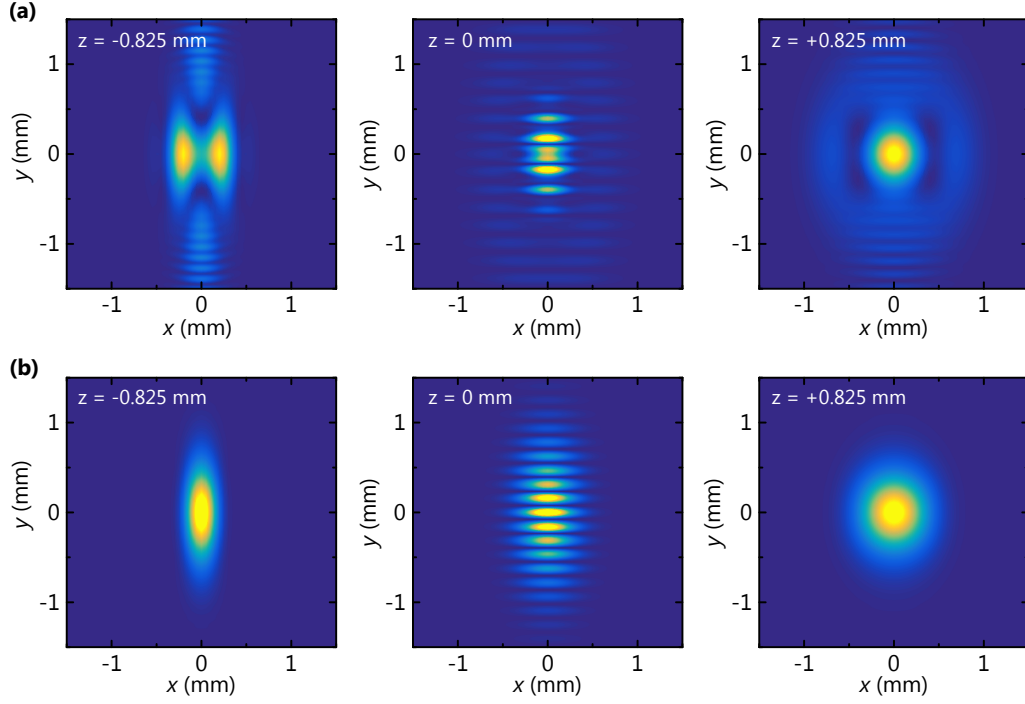 (a)
z = -0.825 mm
z = 0 mm
z = +0.825 mm
y (mm)
1
0
-1
-1
0
1
x (mm)
y (mm)
1
0
-1
-1
0
1
x (mm)
y (mm)
1
0
-1
-1
0
1
x (mm)
(b)
z = -0.825 mm
z = 0 mm
z = +0.825 mm
y (mm)
1
0
-1
-1
0
1
x (mm)
y (mm)
1
0
-1
-1
0
1
x (mm)
y (mm)
1
0
-1
-1
0
1
x (mm)